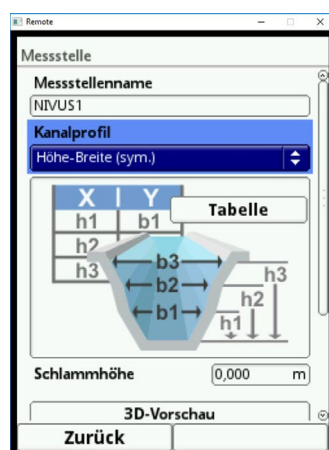 Remote
Messstelle
Messstellenname
NIVUS1
Kanalprofil
Höhe-Breite (sym.)
X Y
Tabelle
h1 b1
h2
h3
b3
b2
b1
h3
h2
h1
Schlammhöhe 0,000 m
3D-Vorschau
Zurück